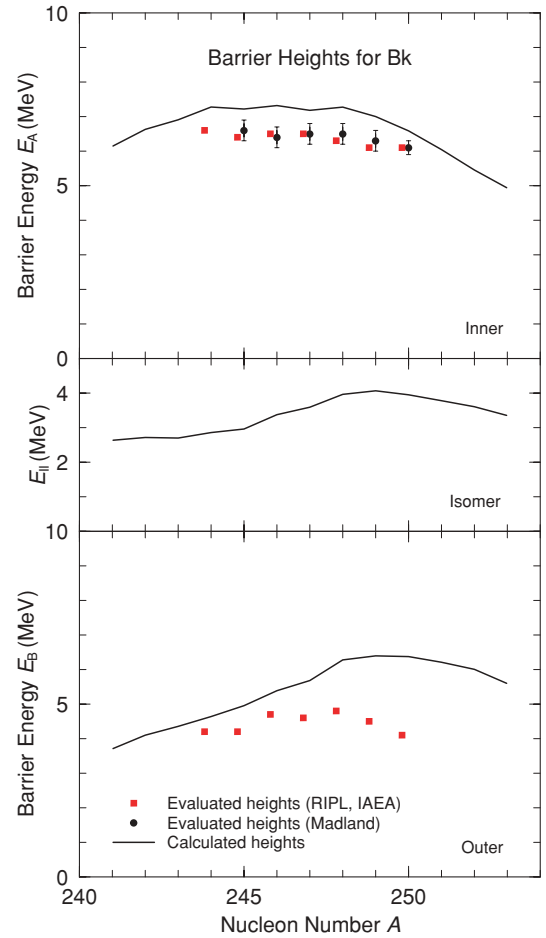 10
Barrier Heights for Bk
Barrier Energy E_A (MeV)
5
Inner
0
4
E_II (MeV)
2
Isomer
10
Barrier Energy E_B (MeV)
5
Evaluated heights (RIPL, IAEA)
Evaluated heights (Madland)
Calculated heights
Outer
0
240 245 250
Nucleon Number A